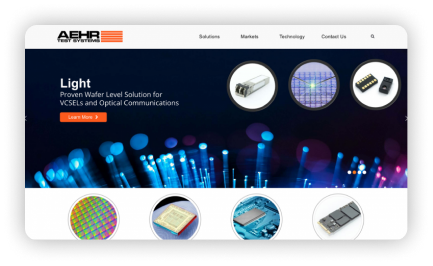 AEHR
TEST SYSTEMS
Solutions Markets Technology Contact Us
Light
Proven Wafer Level Solution for
VCSELs and Optical Communications
Learn More